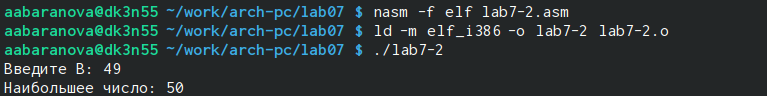 aabaranova@dk3n55 ~/work/arch-pc/lab07 $ nasm -f elf lab7-2.asm
aabaranova@dk3n55 ~/work/arch-pc/lab07 $ ld -m elf_i386 -o lab7-2 lab7-2.o
aabaranova@dk3n55 ~/work/arch-pc/lab07 $ ./lab7-2
Введите B: 49
Наибольшее число: 50